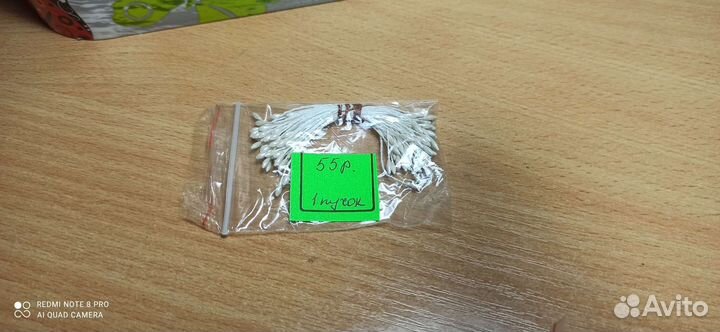 55р.
1 пучок
REDMI NOTE 8 PRO
AI QUAD CAMERA
Avito